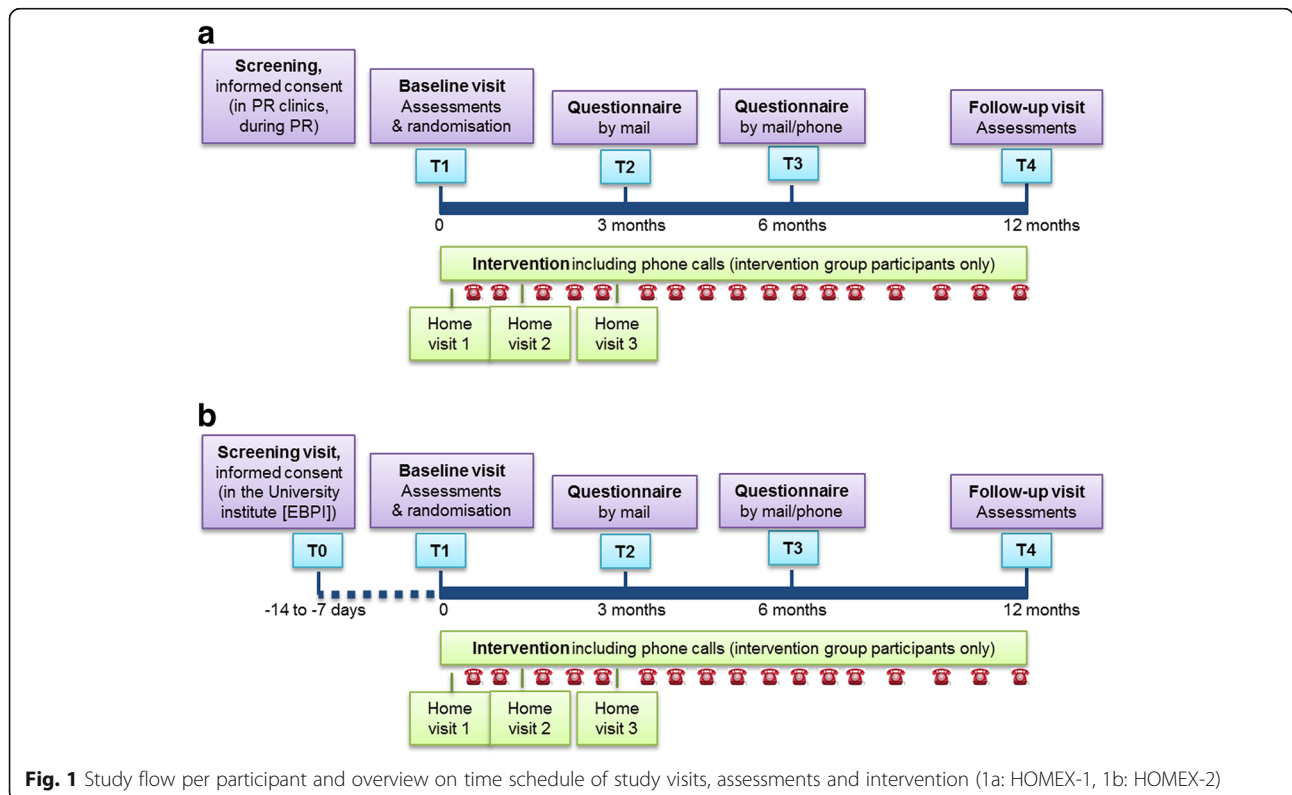 a
Screening,
informed consent
(in PR clinics,
during PR)
Baseline visit
Assessments
& randomisation
Questionnaire
by mail
Questionnaire
by mail/phone
Follow-up visit
Assessments
T1
T2
T3
T4
0
3 months
6 months
12 months
Intervention including phone calls (intervention group participants only)
Home
visit 1
Home
visit 2
Home
visit 3
b
Screening visit,
informed consent
(in the University
institute [EBPI])
Baseline visit
Assessments
& randomisation
Questionnaire
by mail
Questionnaire
by mail/phone
Follow-up visit
Assessments
T0
T1
T2
T3
T4
-14 to -7 days
0
3 months
6 months
12 months
Intervention including phone calls (intervention group participants only)
Home
visit 1
Home
visit 2
Home
visit 3
Fig. 1 Study flow per participant and overview on time schedule of study visits, assessments and intervention (1a: HOMEX-1, 1b: HOMEX-2)